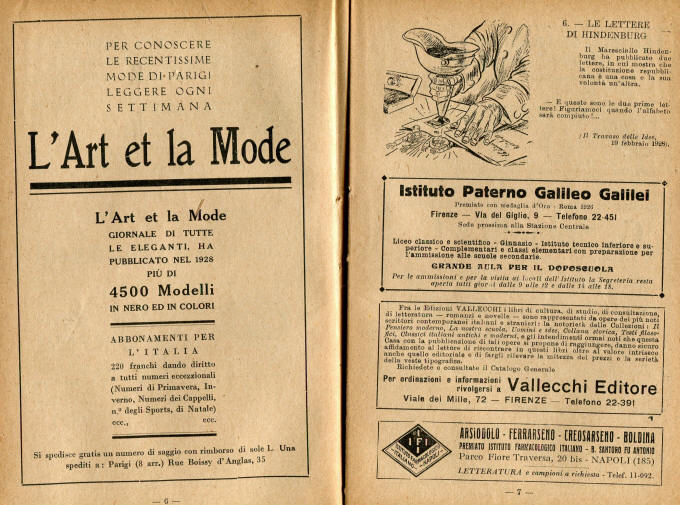 PER CONOSCERE
LE RECENTISSIME
MODE DI PARIGI
LEGGERE OGNI
SETTIMANA
L'Art et la Mode
L'Art et la Mode
GIORNALE DI TUTTE
LE ELEGANTI, HA
PUBBLICATO NEL 1928
PIÙ DI
4500 Modelli
IN NERO ED IN COLORI
ABBONAMENTI PER
L'ITALIA
220 franchi dando diritto
a tutti numeri eccezzionali
(Numeri di Primavera, In-
verno, Numeri dei Cappelli,
n.º degli Sports, di Natale)
ecc., ecc.
Si spedisce gratis un numero di saggio con rimborso di sole L. Una
spediti a: Parigi (8 arr.) Rue Boissy d'Anglas, 35
— 6 —
6. — LE LETTERE
DI HINDENBURG
Il Maresciallo Hinden-
burg ha pubblicato due
lettere, in cui mostra che
la costituzione repubbli-
cana è una cosa e la sua
volontà un'altra.
— E queste sono le due prime let-
tere! Figuriamoci quando l'alfabeto
sarà compiuto!...
(Il Travaso delle Idee,
19 febbraio 1928).
Istituto Paterno Galileo Galilei
Premiato con medaglia d'Oro - Roma 1926
Firenze — Via del Giglio, 9 — Telefono 22-451
Sede prossima alla Stazione Centrale
Liceo classico e scientifico - Ginnasio - Istituto tecnico inferiore e su-
periore - Complementari e classi elementari con preparazione per
l'ammissione alle scuole secondarie.
GRANDE AULA PER IL DOPOSCUOLA
Per le ammissioni e per la visita ai locali dell'Istituto la Segreteria resta
aperta tutti giorni dalle 9 alle 12 e dalle 14 alle 18.
Fra le Edizioni VALLECCHI i libri di cultura, di studio, di consultazione,
di letteratura — romanzi e novelle — sono rappresentati da opere dei più noti
scrittori contemporanei italiani e stranieri: la notorietà delle Collezioni: Il
Pensiero moderno, La nostra scuola, Uomini e idee, Collana storica, Testi filoso-
fici, Classici italiani antichi e moderni, e gli intendimenti ormai noti che questa
Casa con la pubblicazione di tali opere si propone di raggiungere, danno sicuro
affidamento al lettore di riscontrare in questi libri oltre al valore intrinseco
anche quello editoriale e di fargli rilevare la mitezza dei prezzi e la serietà
della veste tipografica.
Richiedete e consultate il Catalogo Generale
Per ordinazioni e informazioni
rivolgersi a Vallecchi Editore
Viale dei Mille, 72 — FIRENZE — Telefono 22-391
IFI
ARSIODOLO - FERRARSENO - CREOSARSENO - BOLDINA
PREMIATO ISTITUTO FARMACOLOGICO ITALIANO - B. SANTORO FU ANTONIO
Parco Fiore Traversa, 20 bis - NAPOLI (185)
LETTERATURA e campioni a richiesta - Telef. 11-092.
— 7 —